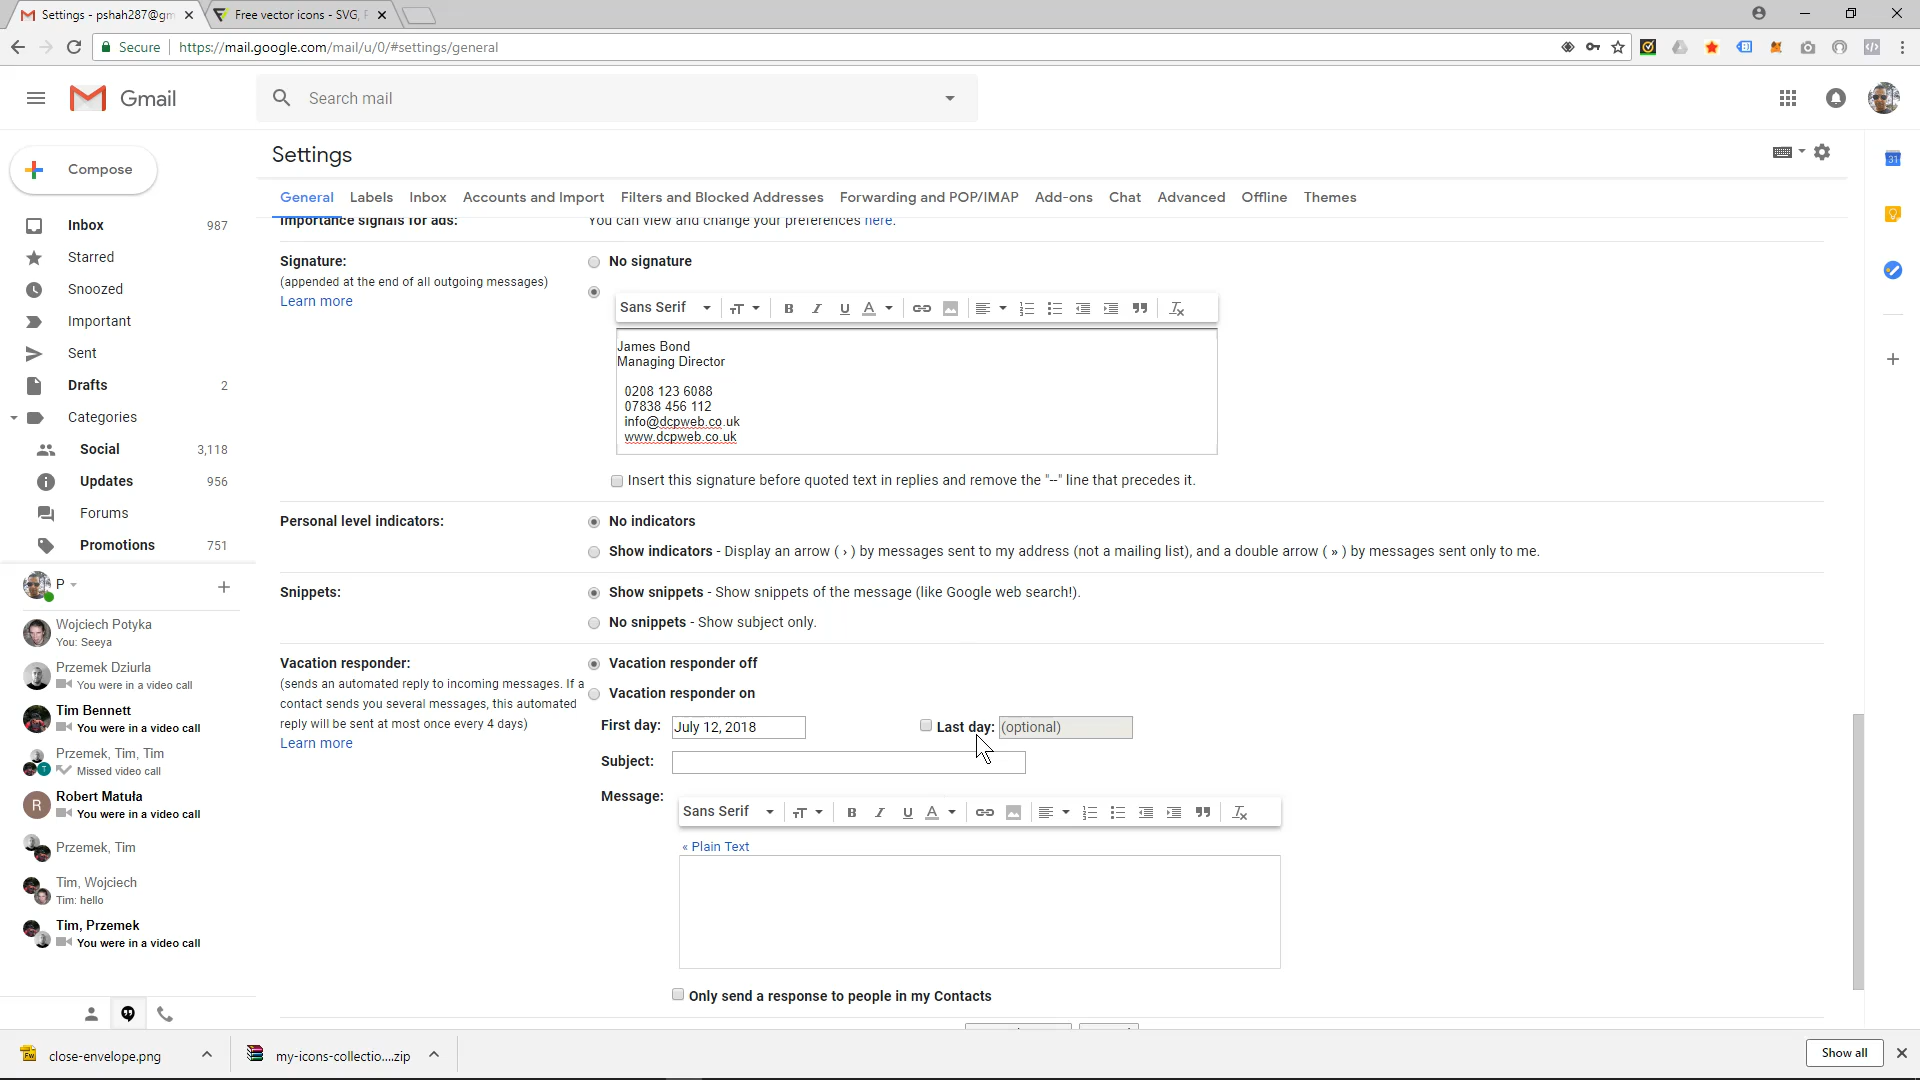 Settings - pshah287@gm
Free vector icons - SVG, P
Secure
https://mail.google.com/mail/u/0/#settings/general
Gmail
Search mail
Settings
General
Labels
Inbox
Accounts and Import
Filters and Blocked Addresses
Forwarding and POP/IMAP
Add-ons
Chat
Advanced
Offline
Themes
Compose
Inbox 987
Starred
Snoozed
Important
Sent
Drafts 2
Categories
Social 3,118
Updates 956
Forums
Promotions 751
P
Wojciech Potyka
You: Seeya
Przemek Dziurla
You were in a video call
Tim Bennett
You were in a video call
Przemek, Tim, Tim
Missed video call
R
Robert Matuła
You were in a video call
Przemek, Tim
Tim, Wojciech
Tim: hello
Tim, Przemek
You were in a video call
Importance signals for ads:
You can view and change your preferences here.
Signature:
(appended at the end of all outgoing messages)
Learn more
No signature
Sans Serif
James Bond
Managing Director
0208 123 6088
07838 456 112
info@dcpweb.co.uk
www.dcpweb.co.uk
Insert this signature before quoted text in replies and remove the "--" line that precedes it.
Personal level indicators:
No indicators
Show indicators - Display an arrow ( › ) by messages sent to my address (not a mailing list), and a double arrow ( » ) by messages sent only to me.
Snippets:
Show snippets - Show snippets of the message (like Google web search!).
No snippets - Show subject only.
Vacation responder:
(sends an automated reply to incoming messages. If a
contact sends you several messages, this automated
reply will be sent at most once every 4 days)
Learn more
Vacation responder off
Vacation responder on
First day: July 12, 2018
Last day: (optional)
Subject:
Message:
Sans Serif
« Plain Text
Only send a response to people in my Contacts
31
close-envelope.png
my-icons-collectio....zip
Show all